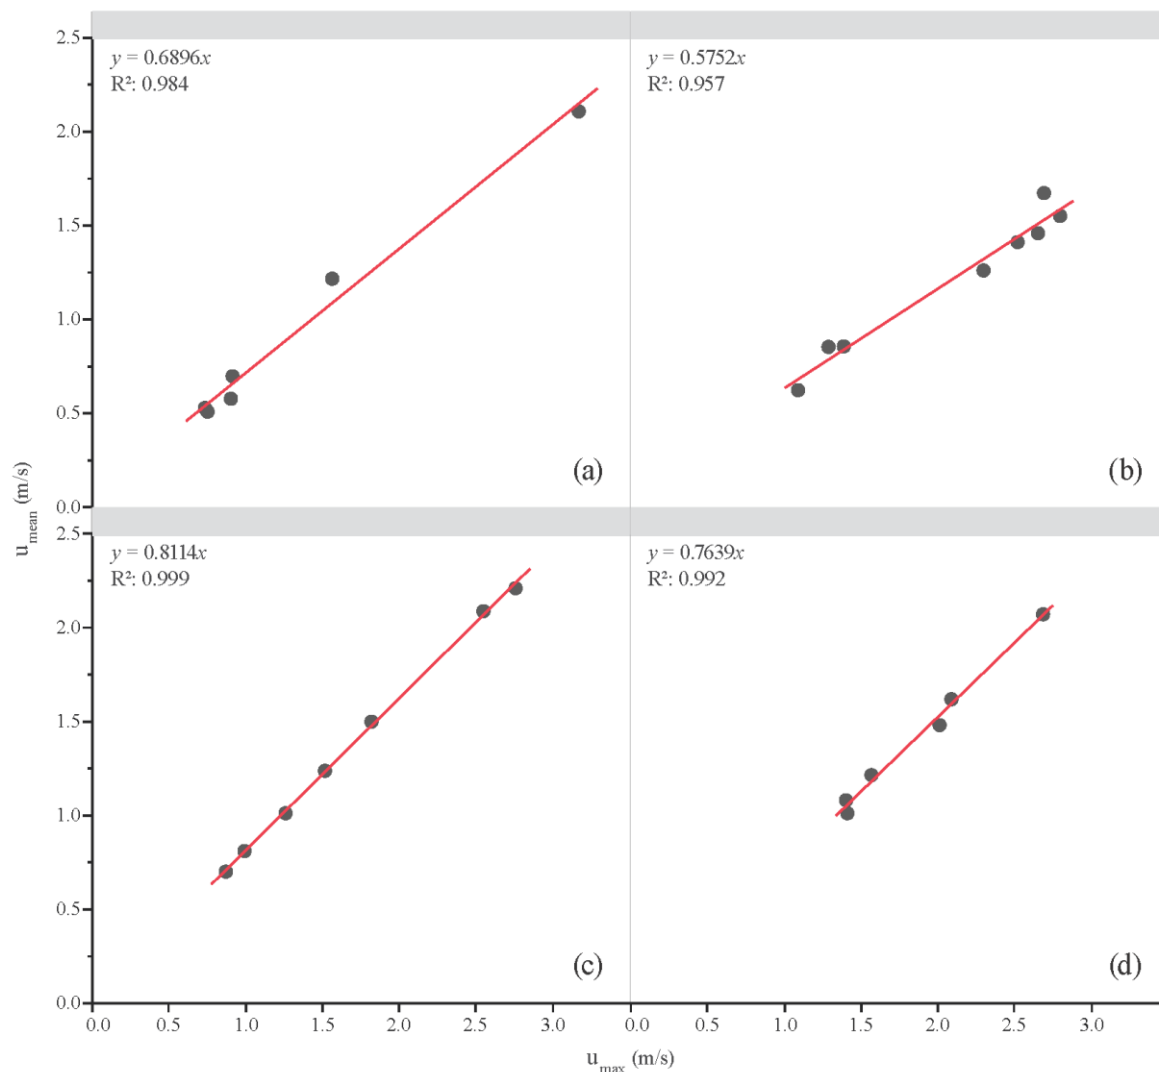 y = 0.6896x
R²: 0.984
(a)
y = 0.5752x
R²: 0.957
(b)
y = 0.8114x
R²: 0.999
(c)
y = 0.7639x
R²: 0.992
(d)
2.5
2.0
1.5
1.0
0.5
0.0
2.5
2.0
1.5
1.0
0.5
0.0
u_mean (m/s)
0.0 0.5 1.0 1.5 2.0 2.5 3.0 0.0 0.5 1.0 1.5 2.0 2.5 3.0
u_max (m/s)